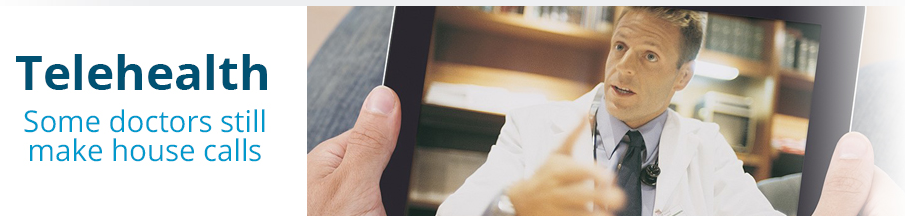 Telehealth
Some doctors still
make house calls